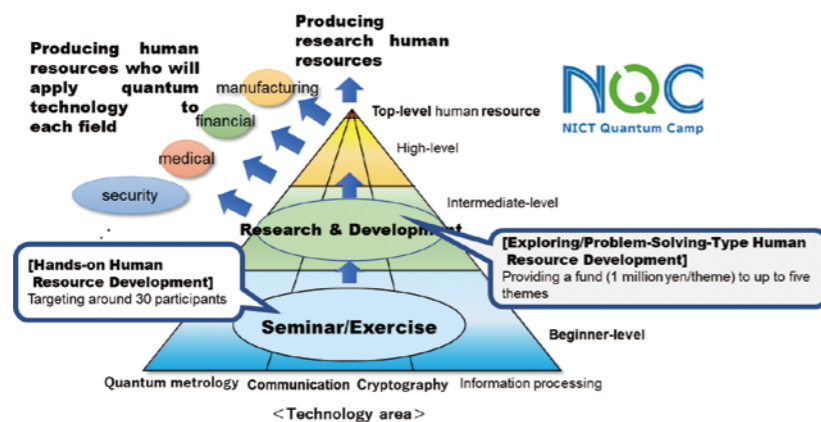 Producing human
resources who will
apply quantum
technology to
each field
Producing
research human
resources
manufacturing
financial
medical
security
NQC
NICT Quantum Camp
Top-level human resource
High-level
Intermediate-level
Research & Development
[Exploring/Problem-Solving-Type Human
Resource Development]
Providing a fund (1 million yen/theme) to up to five
themes
[Hands-on Human
Resource Development]
Targeting around 30 participants
Seminar/Exercise
Beginner-level
Quantum metrology Communication Cryptography Information processing
<Technology area>